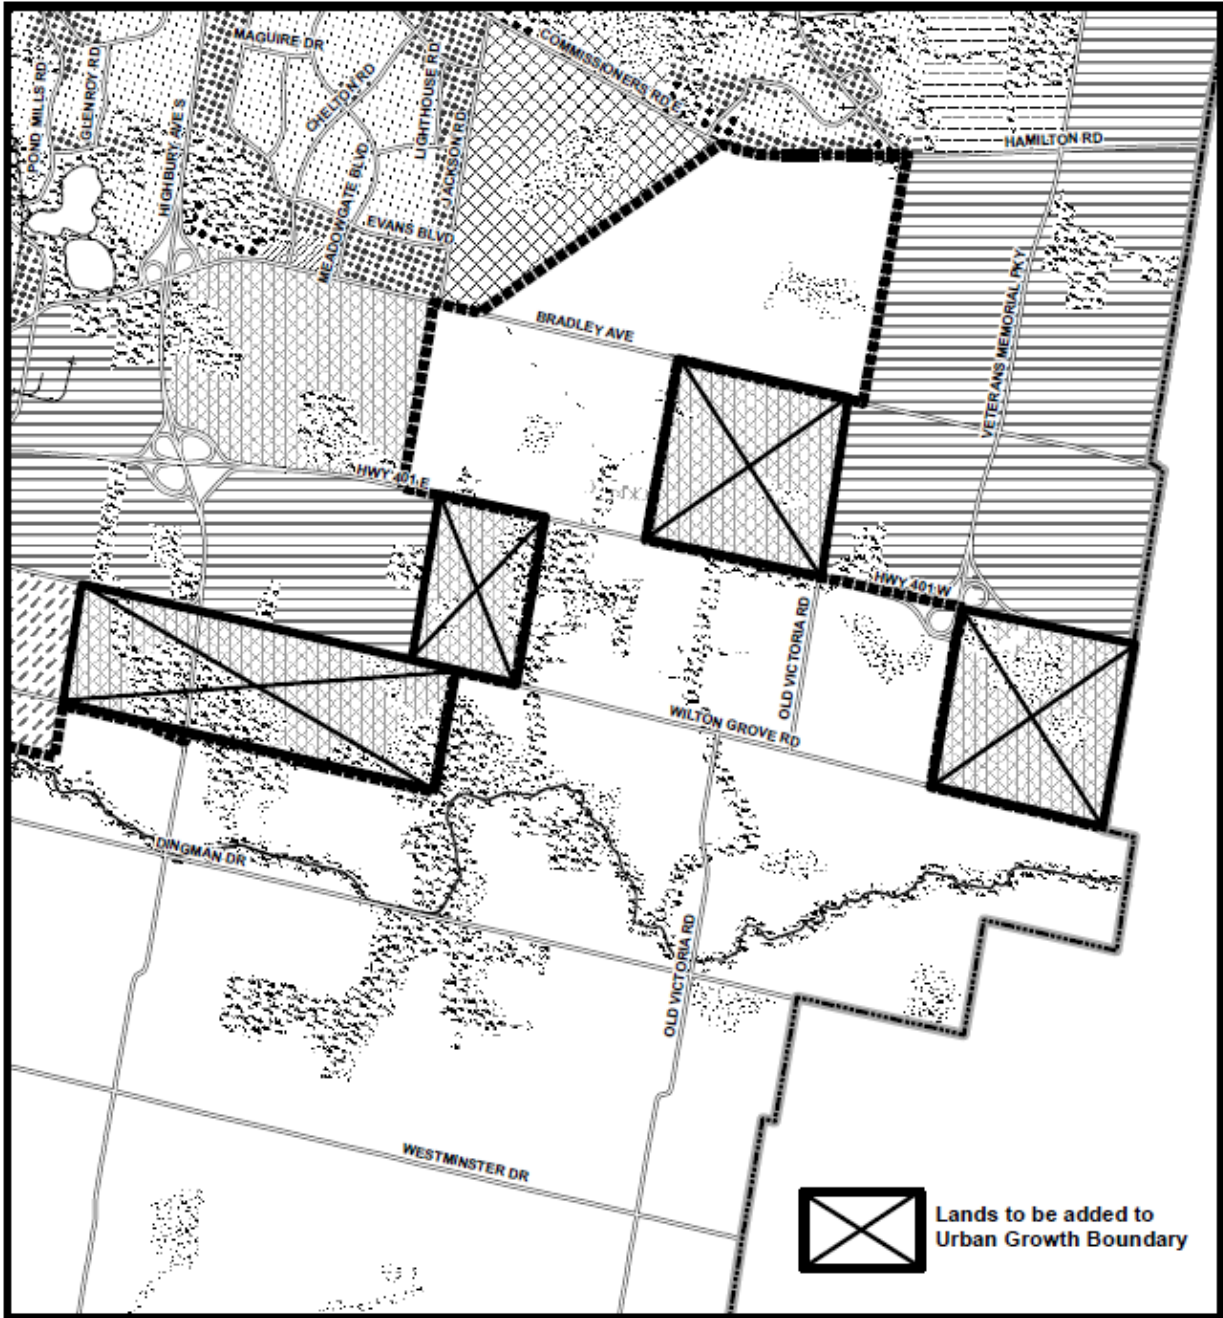 MAGUIRE DR
COMMISSIONERS RD E
POND MILLS RD
GLENROY RD
CHELTON RD
LIGHTHOUSE RD
HIGHBURY AVE S
JACKSON RD
HAMILTON RD
MEADOWGATE BLVD
EVANS BLVD
BRADLEY AVE
VETERANS MEMORIAL PKY
HWY 401 E
HWY 401 W
OLD VICTORIA RD
WILTON GROVE RD
DINGMAN DR
OLD VICTORIA RD
WESTMINSTER DR
Lands to be added to
Urban Growth Boundary